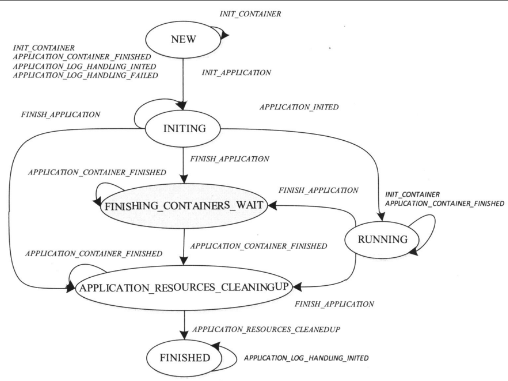 INIT_CONTAINER
NEW
INIT_CONTAINER
APPLICATION_CONTAINER_FINISHED
APPLICATION_LOG_HANDLING_INITED
APPLICATION_LOG_HANDLING_FAILED
INIT_APPLICATION
FINISH_APPLICATION
APPLICATION_INITED
INITING
FINISH_APPLICATION
APPLICATION_CONTAINER_FINISHED
FINISH_APPLICATION
INIT_CONTAINER
APPLICATION_CONTAINER_FINISHED
FINISHING_CONTAINERS_WAIT
RUNNING
APPLICATION_CONTAINER_FINISHED
APPLICATION_CONTAINER_FINISHED
APPLICATION_RESOURCES_CLEANINGUP
FINISH_APPLICATION
APPLICATION_RESOURCES_CLEANEDUP
FINISHED
APPLICATION_LOG_HANDLING_INITED